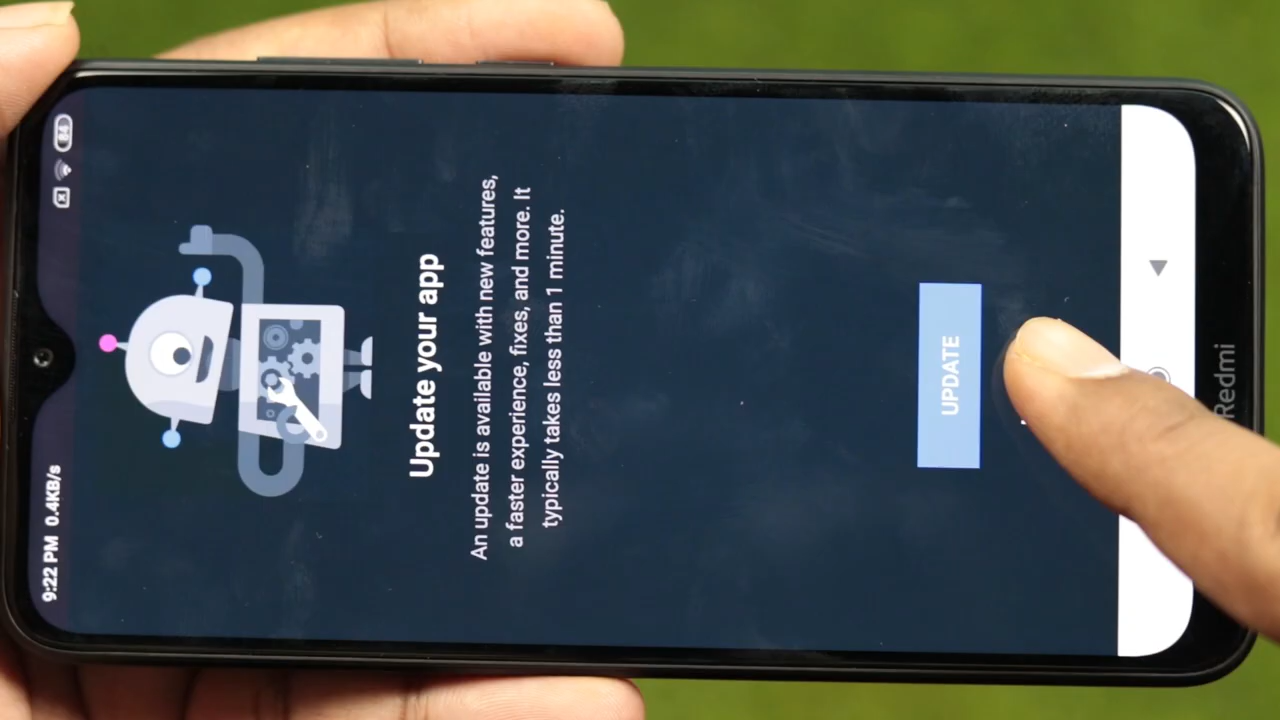 9:22 PM 0.4KB/s
84
Update your app
An update is available with new features,
a faster experience, fixes, and more. It
typically takes less than 1 minute.
UPDATE
Redmi